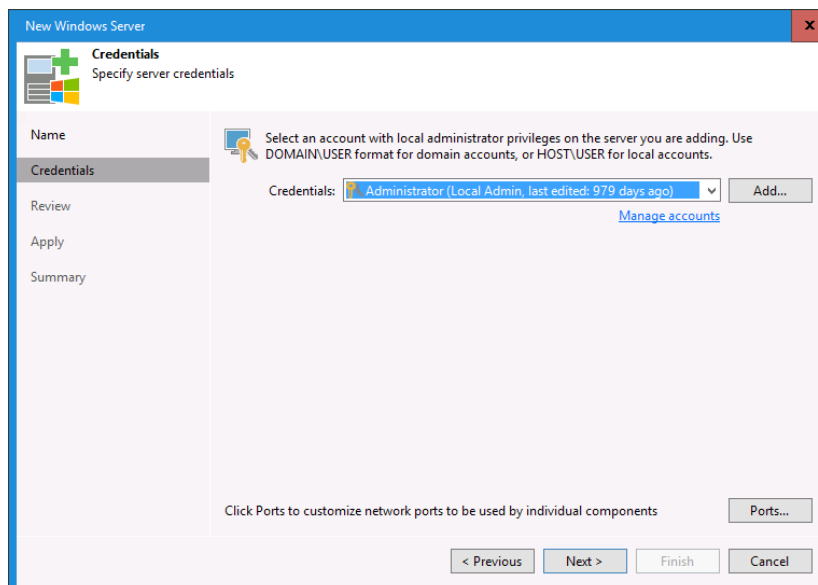 New Windows Server
x
Credentials
Specify server credentials
Name
Credentials
Review
Apply
Summary
Select an account with local administrator privileges on the server you are adding. Use
DOMAIN\USER format for domain accounts, or HOST\USER for local accounts.
Credentials: Administrator (Local Admin, last edited: 979 days ago) Add...
Manage accounts
Click Ports to customize network ports to be used by individual components Ports...
< Previous Next > Finish Cancel